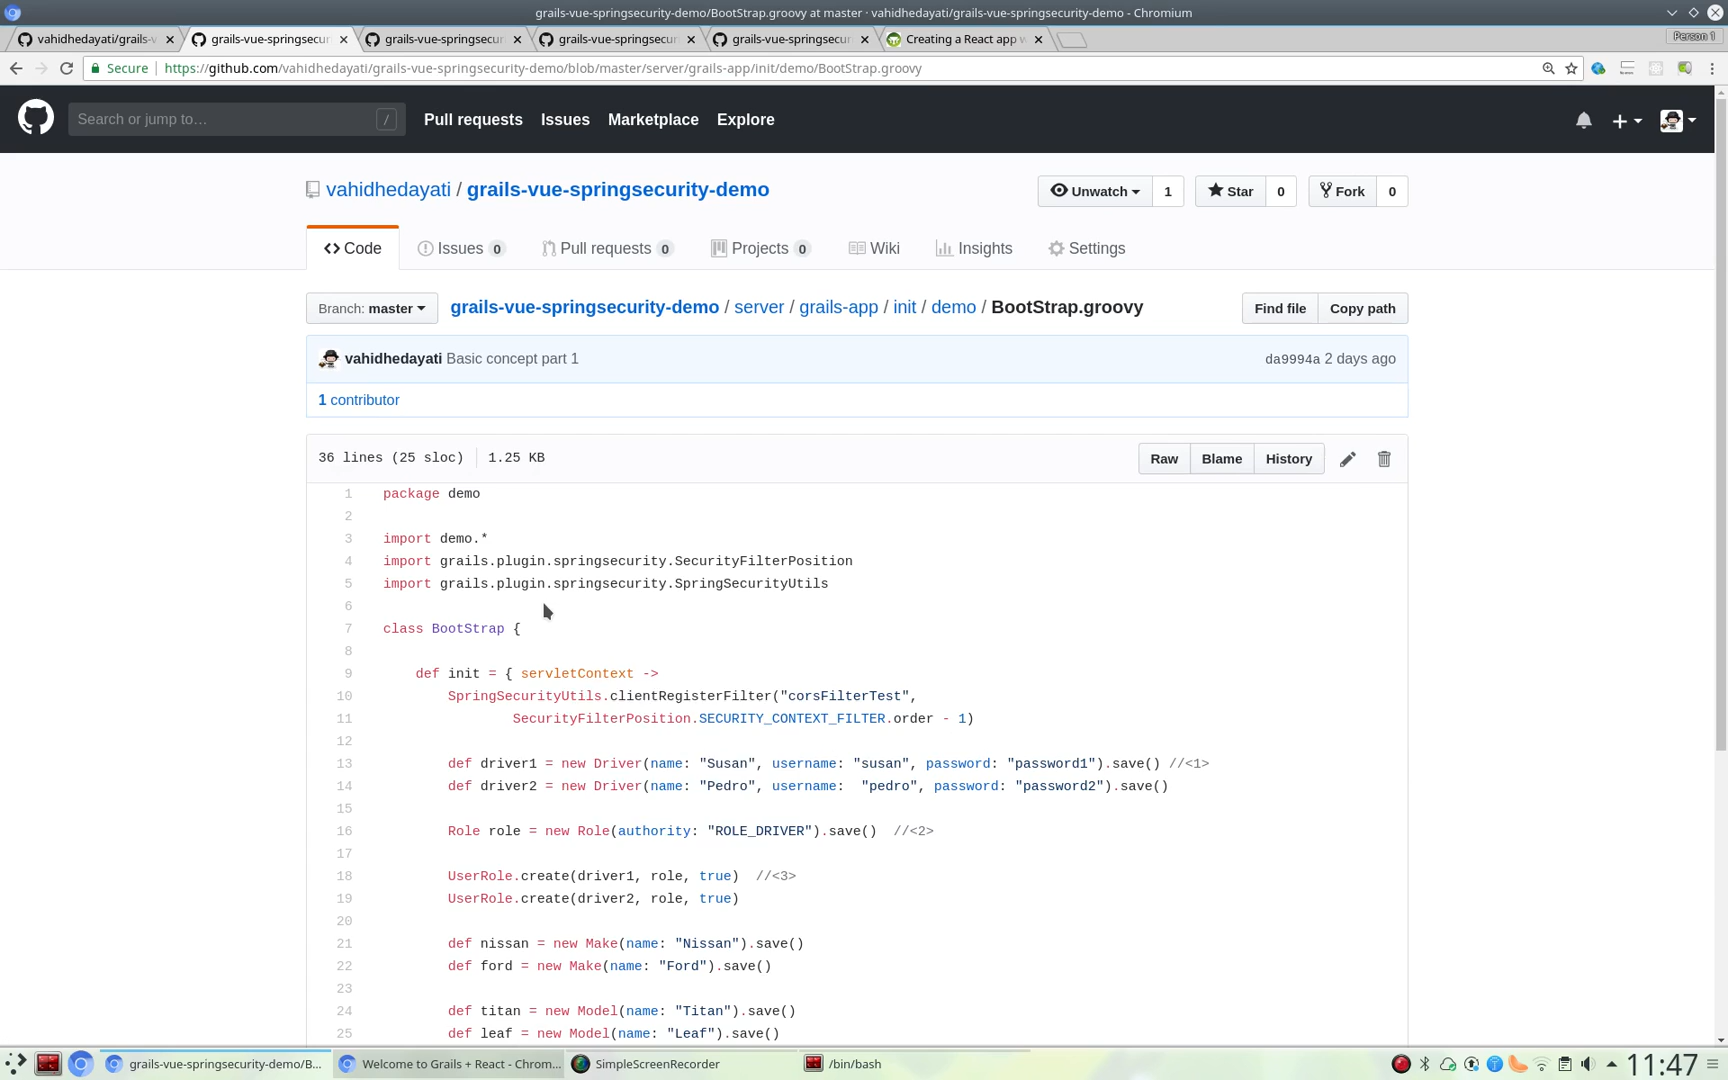 grails-vue-springsecurity-demo/BootStrap.groovy at master · vahidhedayati/grails-vue-springsecurity-demo - Chromium
vahidhedayati/grails-v
grails-vue-springsecuri
grails-vue-springsecuri
grails-vue-springsecuri
grails-vue-springsecuri
Creating a React app w
Person 1
Secure | https://github.com/vahidhedayati/grails-vue-springsecurity-demo/blob/master/server/grails-app/init/demo/BootStrap.groovy
Search or jump to… /
Pull requests Issues Marketplace Explore
vahidhedayati / grails-vue-springsecurity-demo
Unwatch 1 Star 0 Fork 0
Code Issues 0 Pull requests 0 Projects 0 Wiki Insights Settings
Branch: master grails-vue-springsecurity-demo / server / grails-app / init / demo / BootStrap.groovy Find file Copy path
vahidhedayati Basic concept part 1 da9994a 2 days ago
1 contributor
36 lines (25 sloc) 1.25 KB Raw Blame History
1 package demo
2
3 import demo.*
4 import grails.plugin.springsecurity.SecurityFilterPosition
5 import grails.plugin.springsecurity.SpringSecurityUtils
6
7 class BootStrap {
8
9 def init = { servletContext ->
10 SpringSecurityUtils.clientRegisterFilter("corsFilterTest",
11 SecurityFilterPosition.SECURITY_CONTEXT_FILTER.order - 1)
12
13 def driver1 = new Driver(name: "Susan", username: "susan", password: "password1").save() //<1>
14 def driver2 = new Driver(name: "Pedro", username:  "pedro", password: "password2").save()
15
16 Role role = new Role(authority: "ROLE_DRIVER").save()  //<2>
17
18 UserRole.create(driver1, role, true)  //<3>
19 UserRole.create(driver2, role, true)
20
21 def nissan = new Make(name: "Nissan").save()
22 def ford = new Make(name: "Ford").save()
23
24 def titan = new Model(name: "Titan").save()
25 def leaf = new Model(name: "Leaf").save()
grails-vue-springsecurity-demo/B... Welcome to Grails + React - Chrom... SimpleScreenRecorder /bin/bash 11:47